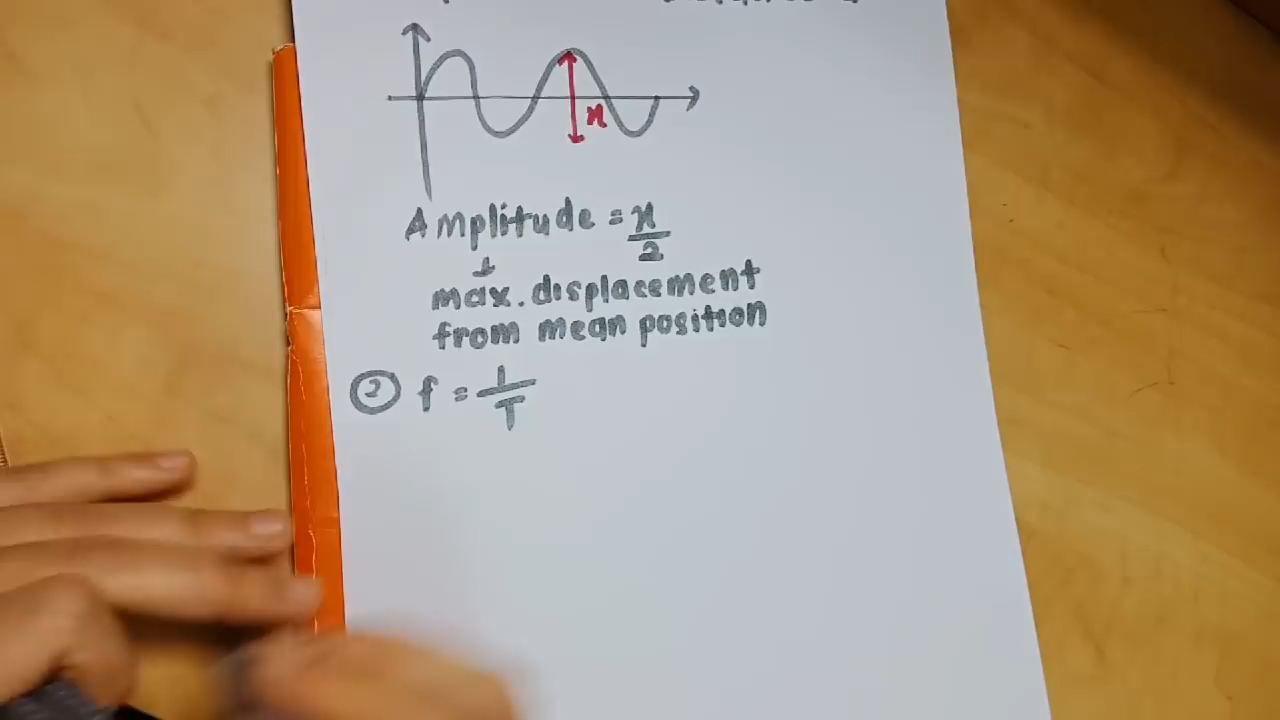 x
Amplitude = x/2
↓
max. displacement
from mean position
② f = 1/T